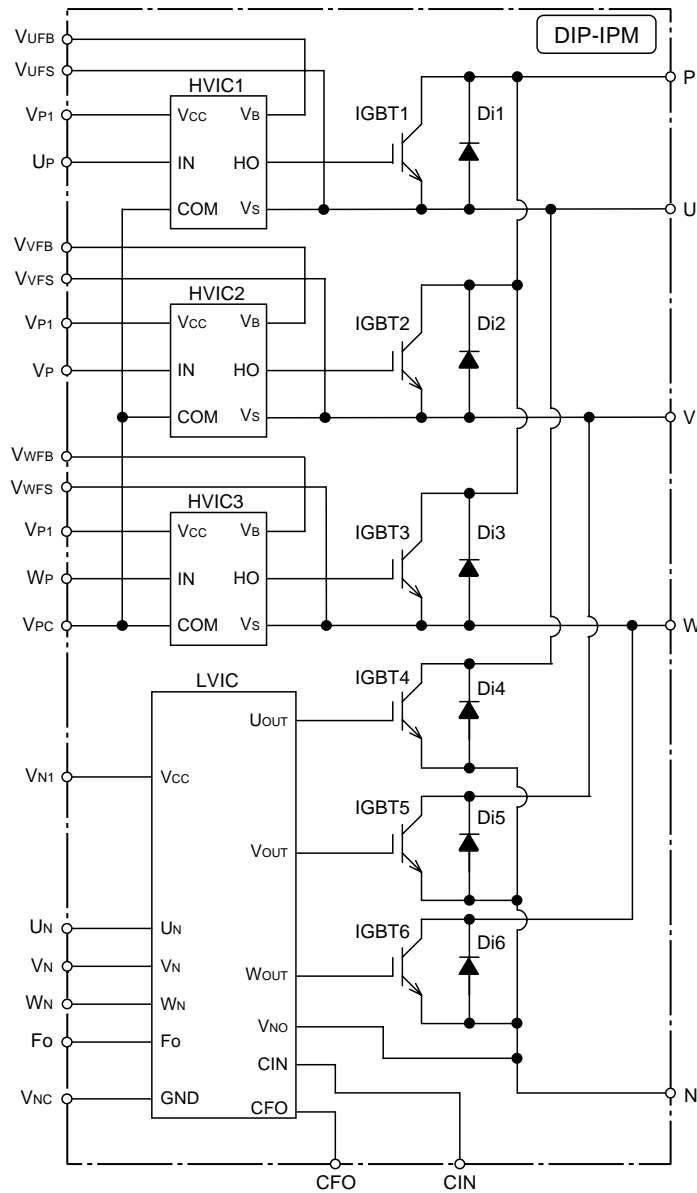 DIP-IPM
VUFB
VUFS
P
HVIC1
IGBT1
Di1
VP1
VCC
VB
UP
IN
HO
COM
VS
U
VVFB
VVFS
HVIC2
IGBT2
Di2
VP1
VCC
VB
VP
IN
HO
COM
VS
V
VWFB
VWFS
HVIC3
IGBT3
Di3
VP1
VCC
VB
WP
IN
HO
VPC
COM
VS
W
LVIC
IGBT4
Di4
UOUT
VN1
VCC
IGBT5
Di5
VOUT
IGBT6
Di6
UN
UN
VN
VN
WOUT
WN
WN
VNO
Fo
Fo
CIN
VNC
GND
CFO
N
CFO
CIN